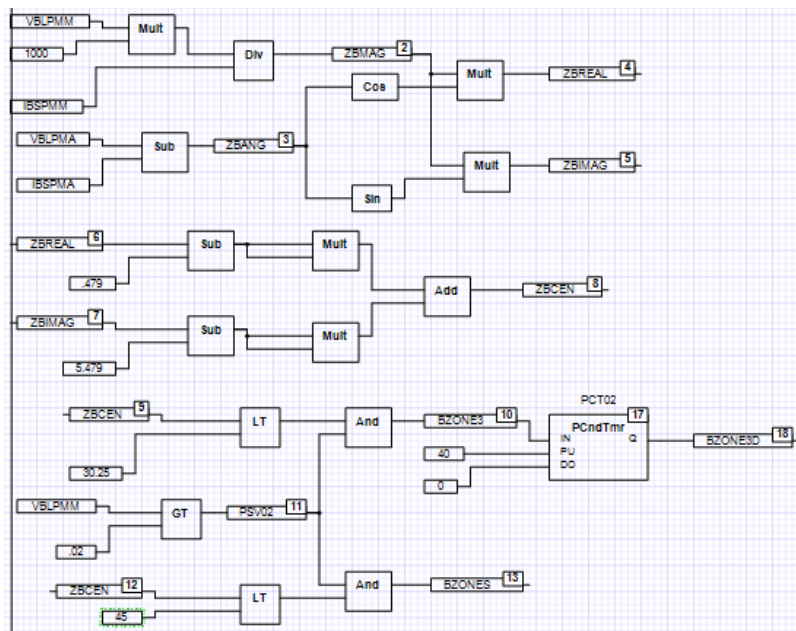 VBLPMM
Mult
1000
Div
ZBMAG 2
IBSPMM
Cos
Mult
ZBREAL 4
VBLPMA
Sub
ZBANG 3
IBSPMA
Mult
ZBIMAG 5
Sin
ZBREAL 6
Sub
Mult
.479
Add
ZBCEN 8
ZBIMAG 7
Sub
Mult
5.479
ZBCEN 9
LT
And
BZONE3 10
30.25
PCT02
PCndTmr 17
IN Q
PU
DO
40
0
BZONE3D 18
VBLPMM
GT
PSV02 11
.02
ZBCEN 12
LT
And
BZONES 13
45